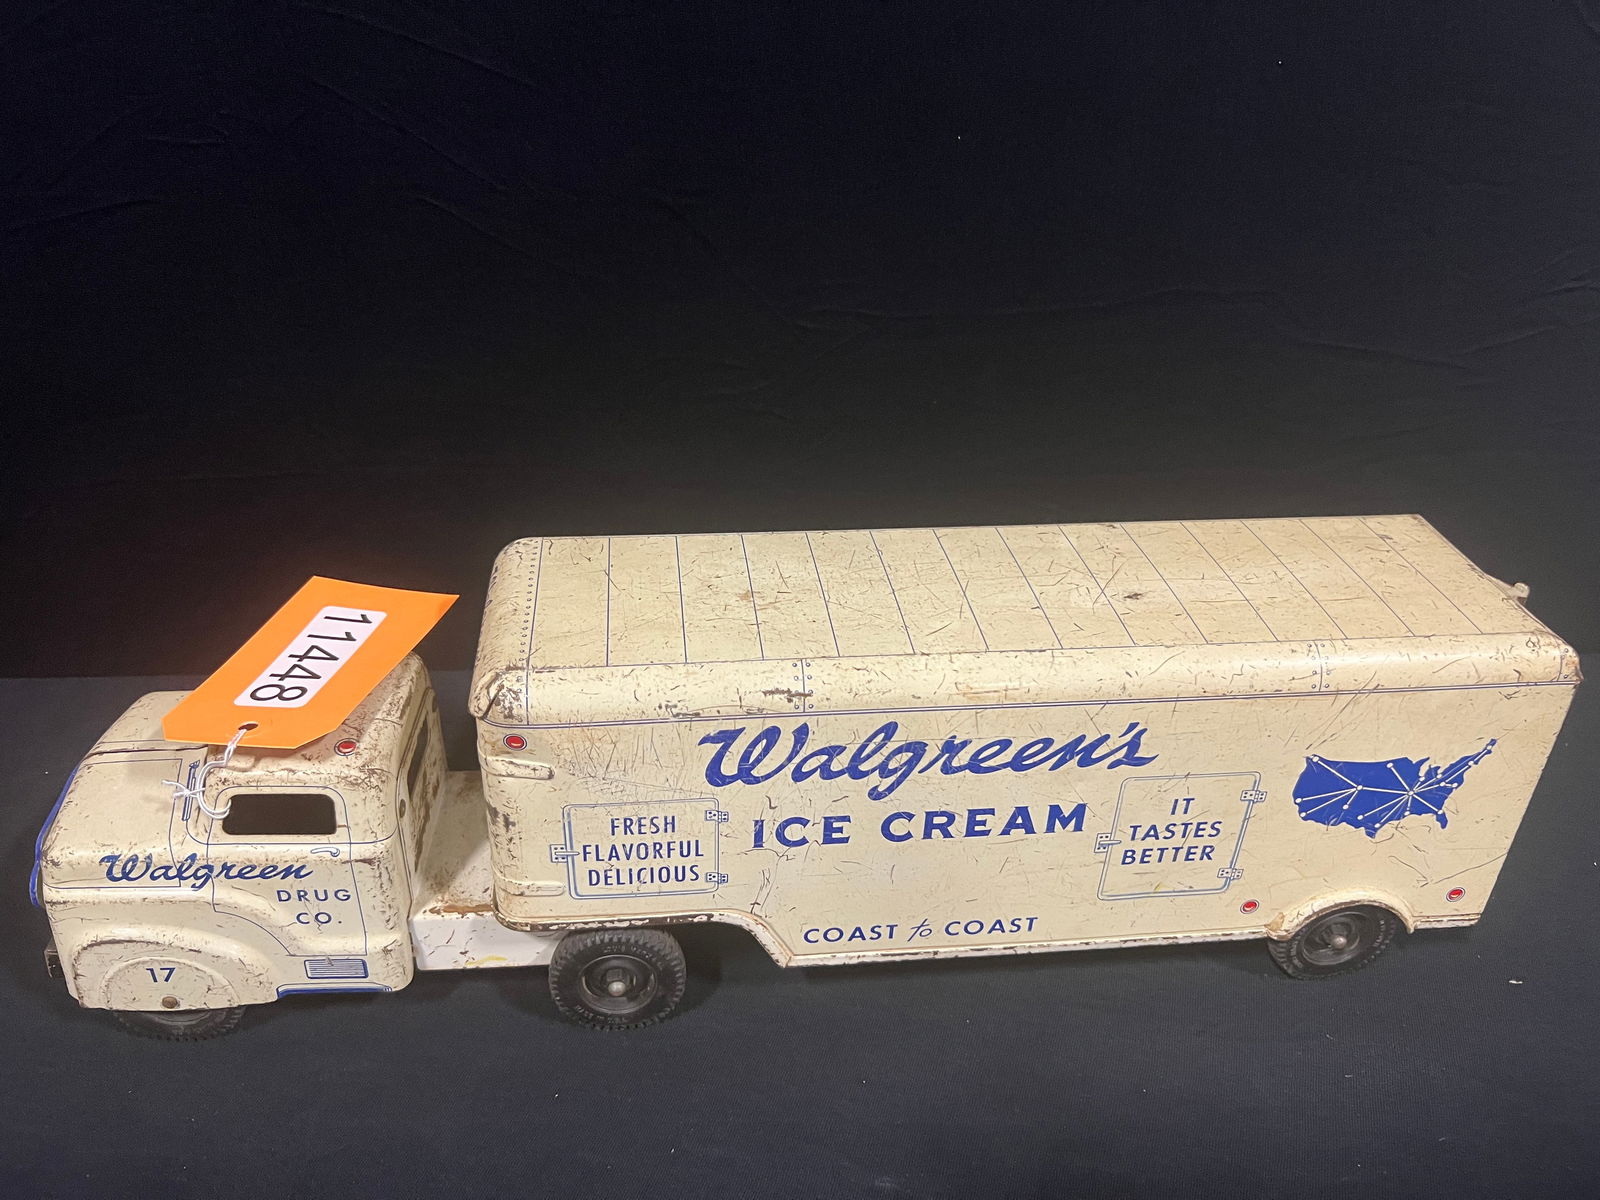 11448
Walgreen
DRUG
CO.
17
Walgreen's
ICE CREAM
FRESH
FLAVORFUL
DELICIOUS
IT
TASTES
BETTER
COAST to COAST